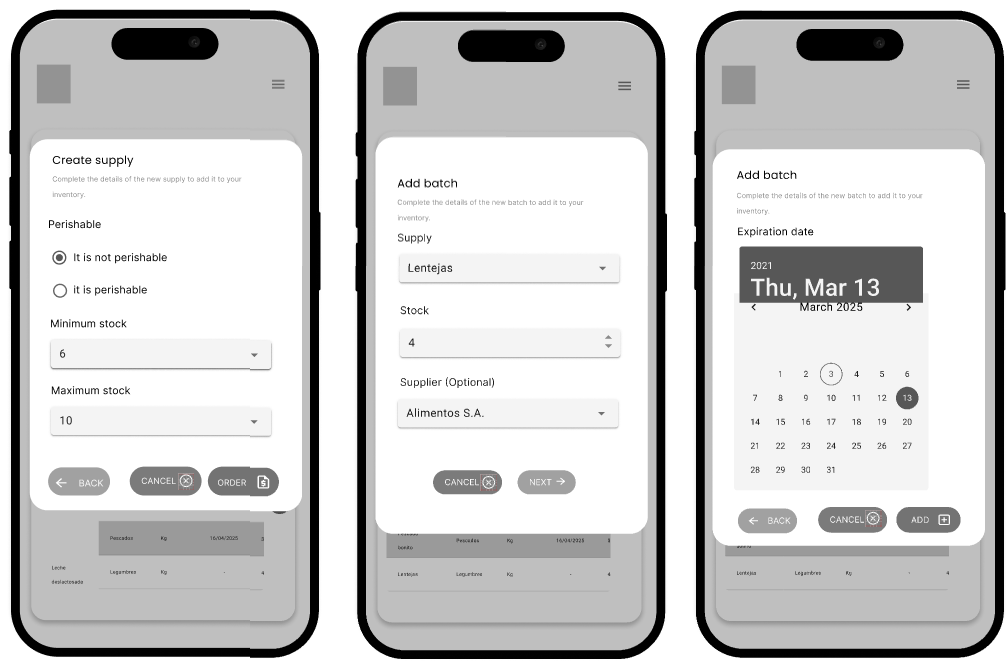 Create supply
Complete the details of the new supply to add it to your
inventory.
Perishable
It is not perishable
it is perishable
Minimum stock
6
Maximum stock
10
BACK
CANCEL
ORDER
Pescados Kg 16/04/2025 3
Leche
deslactosada
Legumbres Kg - 4
Add batch
Complete the details of the new batch to add it to your
inventory.
Supply
Lentejas
Stock
4
Supplier (Optional)
Alimentos S.A.
CANCEL
NEXT
bonito Pescados Kg 16/04/2025 8
Lentejas Legumbres Kg - 4
Add batch
Complete the details of the new batch to add it to your
inventory.
Expiration date
2021
Thu, Mar 13
March 2025
1 2 3 4 5 6
7 8 9 10 11 12 13
14 15 16 17 18 19 20
21 22 23 24 25 26 27
28 29 30 31
BACK
CANCEL
ADD
Lentejas Legumbres Kg - 4